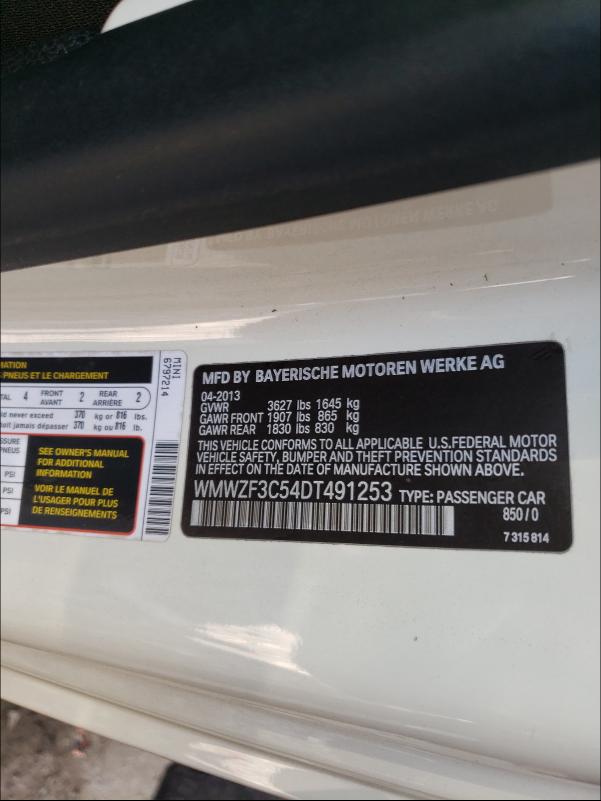 MATION
PNEUS ET LE CHARGEMENT
TAL 4 FRONT AVANT 2 REAR ARRIÈRE 2
ld never exceed 370 kg or 816 lbs.
oit jamais dépasser 370 kg ou 816 lb.
SSURE
PNEUS
PSI
PSI
PSI
SEE OWNER'S MANUAL
FOR ADDITIONAL
INFORMATION
VOIR LE MANUEL DE
L'USAGER POUR PLUS
DE RENSEIGNEMENTS
MINI
6797214
MFD BY BAYERISCHE MOTOREN WERKE AG
04-2013
GVWR 3627 lbs 1645 kg
GAWR FRONT 1907 lbs 865 kg
GAWR REAR 1830 lbs 830 kg
THIS VEHICLE CONFORMS TO ALL APPLICABLE U.S.FEDERAL MOTOR
VEHICLE SAFETY, BUMPER AND THEFT PREVENTION STANDARDS
IN EFFECT ON THE DATE OF MANUFACTURE SHOWN ABOVE.
WMWZF3C54DT491253 TYPE: PASSENGER CAR
850/0
7 315 814